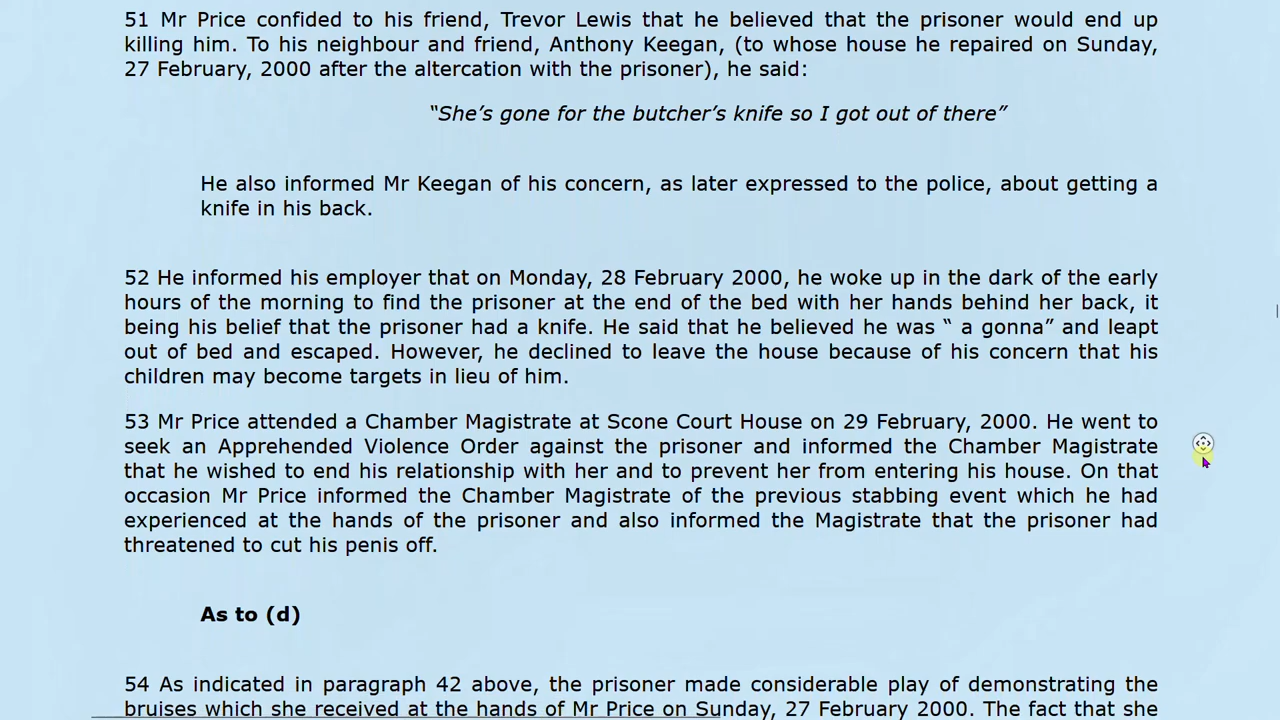 51 Mr Price confided to his friend, Trevor Lewis that he believed that the prisoner would end up
killing him. To his neighbour and friend, Anthony Keegan, (to whose house he repaired on Sunday,
27 February, 2000 after the altercation with the prisoner), he said:
“She’s gone for the butcher’s knife so I got out of there”
He also informed Mr Keegan of his concern, as later expressed to the police, about getting a
knife in his back.
52 He informed his employer that on Monday, 28 February 2000, he woke up in the dark of the early
hours of the morning to find the prisoner at the end of the bed with her hands behind her back, it
being his belief that the prisoner had a knife. He said that he believed he was “ a gonna” and leapt
out of bed and escaped. However, he declined to leave the house because of his concern that his
children may become targets in lieu of him.
53 Mr Price attended a Chamber Magistrate at Scone Court House on 29 February, 2000. He went to
seek an Apprehended Violence Order against the prisoner and informed the Chamber Magistrate
that he wished to end his relationship with her and to prevent her from entering his house. On that
occasion Mr Price informed the Chamber Magistrate of the previous stabbing event which he had
experienced at the hands of the prisoner and also informed the Magistrate that the prisoner had
threatened to cut his penis off.
As to (d)
54 As indicated in paragraph 42 above, the prisoner made considerable play of demonstrating the
bruises which she received at the hands of Mr Price on Sunday, 27 February 2000. The fact that she